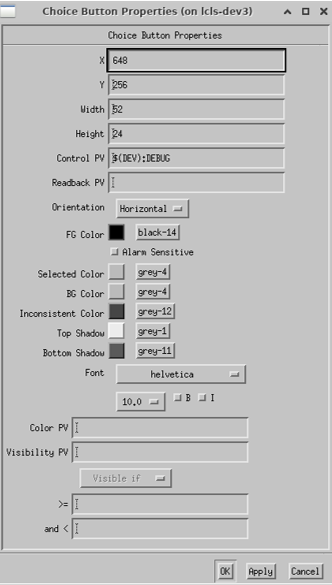 Choice Button Properties (on lcls-dev3)
Choice Button Properties
X 648
Y 256
Width 52
Height 24
Control PV $(DEV):DEBUG
Readback PV
Orientation Horizontal
FG Color black-14
Alarm Sensitive
Selected Color grey-4
BG Color grey-4
Inconsistent Color grey-12
Top Shadow grey-1
Bottom Shadow grey-11
Font helvetica
10.0 B I
Color PV
Visibility PV
Visible if
>=
and <
OK Apply Cancel